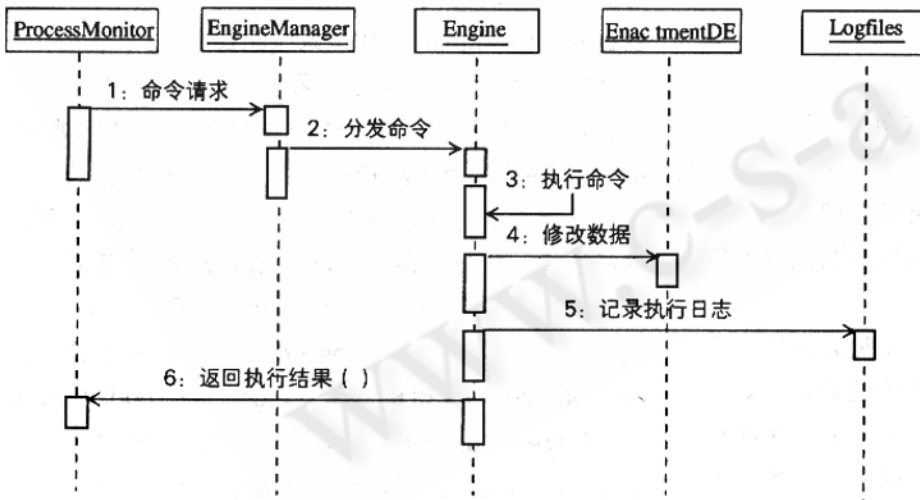 ProcessMonitor
EngineManager
Engine
Enac tmentDE
Logfiles
1: 命令请求
2: 分发命令
3: 执行命令
4: 修改数据
5: 记录执行日志
6: 返回执行结果 ( )
www.c-s-a